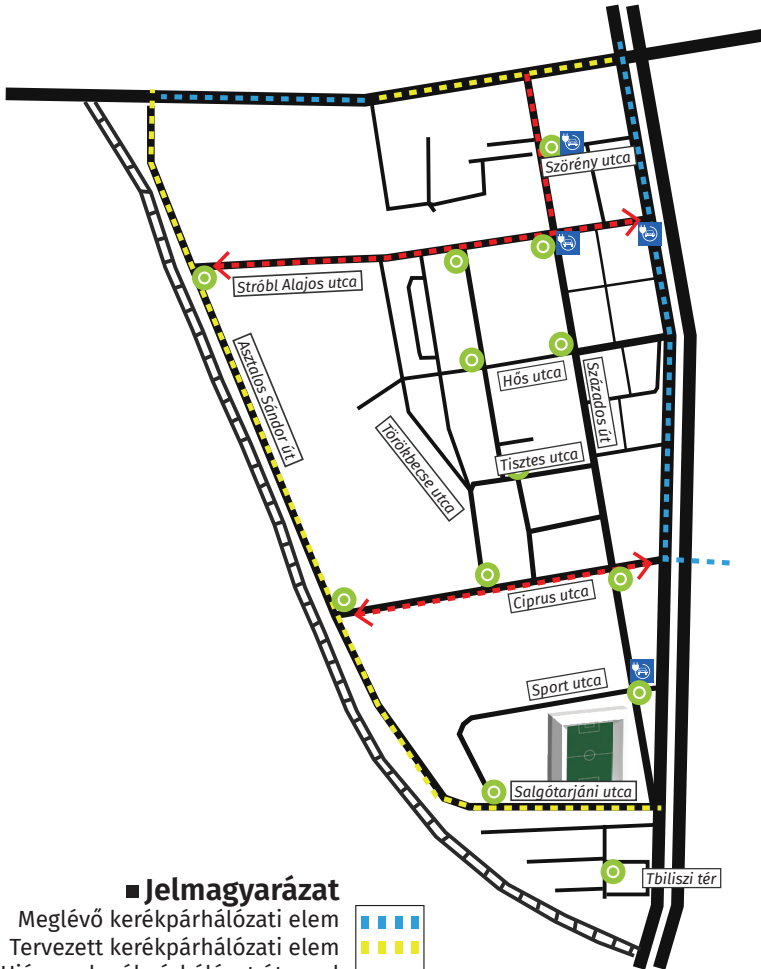 Szörény utca
Stróbl Alajos utca
Asztalos Sándor út
Hős utca
Százados út
Törökbecse utca
Tisztes utca
Ciprus utca
Sport utca
Salgótarjáni utca
Tbiliszi tér
Jelmagyarázat
Meglévő kerékpárhálózati elem
Tervezett kerékpárhálózati elem